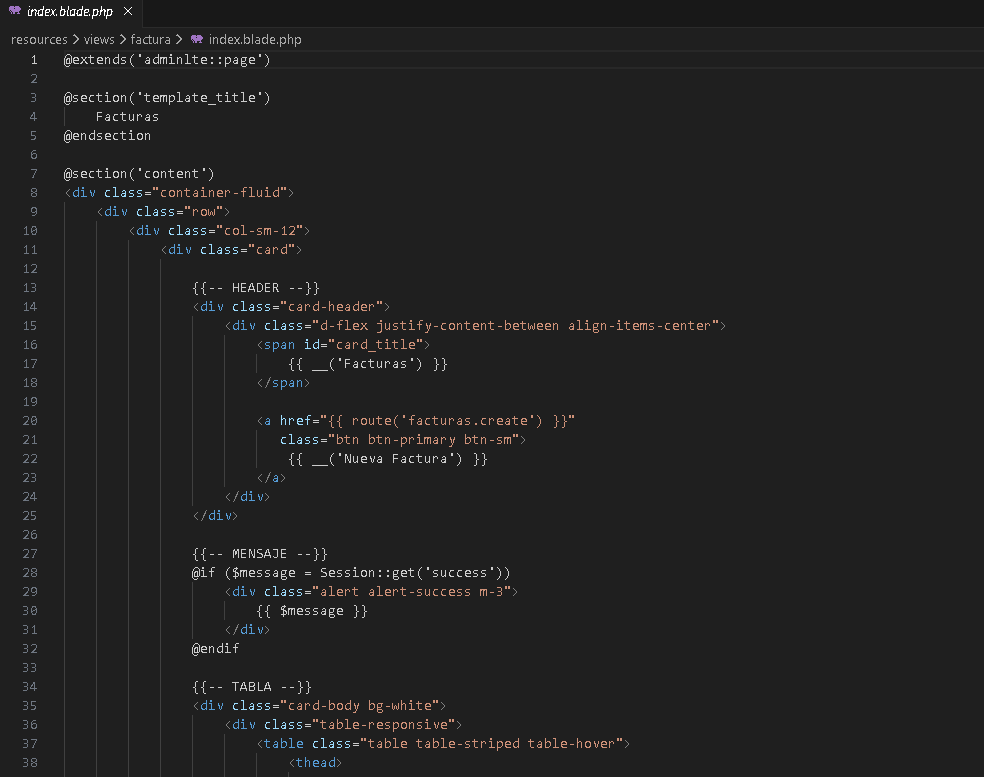 index.blade.php ×
resources > views > factura > index.blade.php
1 @extends('adminlte::page')
2
3 @section('template_title')
4     Facturas
5 @endsection
6
7 @section('content')
8 <div class="container-fluid">
9     <div class="row">
10         <div class="col-sm-12">
11             <div class="card">
12
13                 {{-- HEADER --}}
14                 <div class="card-header">
15                     <div class="d-flex justify-content-between align-items-center">
16                         <span id="card_title">
17                             {{ __('Facturas') }}
18                         </span>
19
20                         <a href="{{ route('facturas.create') }}"
21                            class="btn btn-primary btn-sm">
22                             {{ __('Nueva Factura') }}
23                         </a>
24                     </div>
25                 </div>
26
27                 {{-- MENSAJE --}}
28                 @if ($message = Session::get('success'))
29                     <div class="alert alert-success m-3">
30                         {{ $message }}
31                     </div>
32                 @endif
33
34                 {{-- TABLA --}}
35                 <div class="card-body bg-white">
36                     <div class="table-responsive">
37                         <table class="table table-striped table-hover">
38                             <thead>